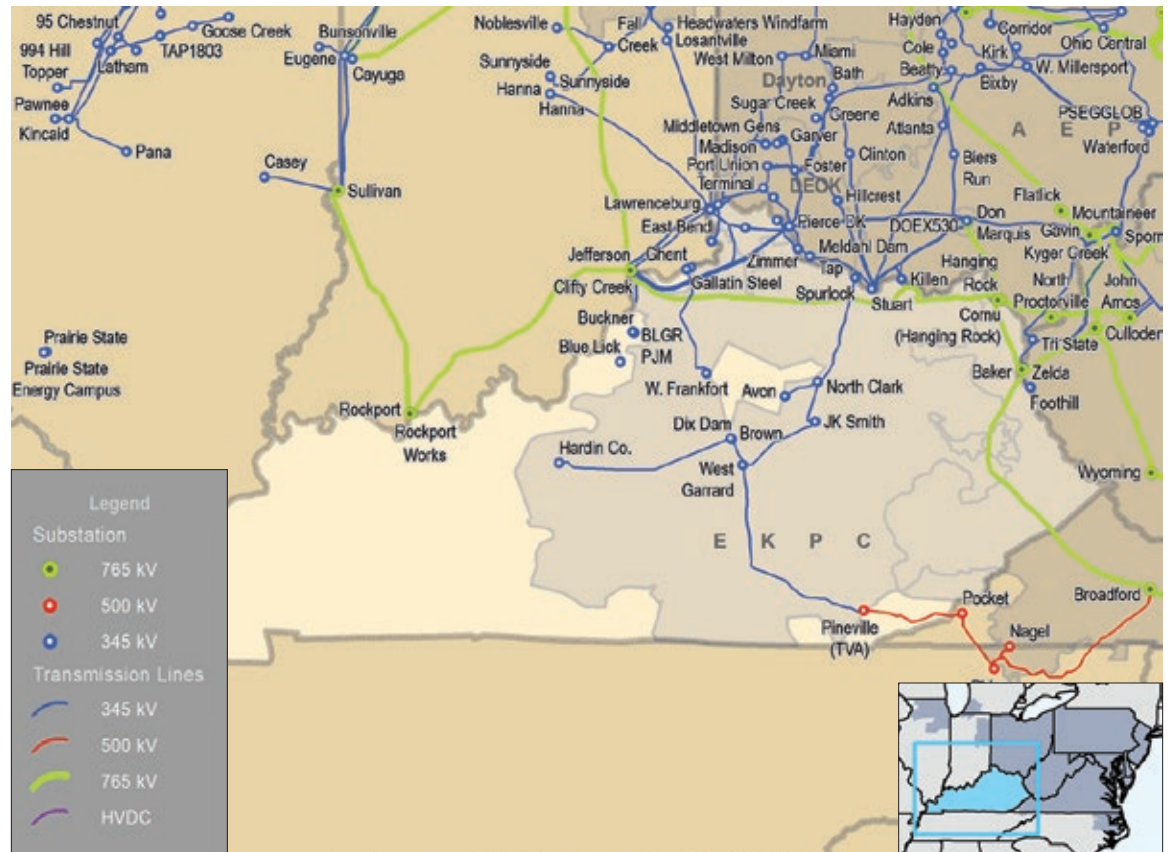 95 Chestnut
Goose Creek
994 Hill
TAP1803
Topper
Latham
Pawnee
Kincaid
Pana
Bunsonville
Eugene
Cayuga
Casey
Sullivan
Noblesville
Fall
Creek
Sunnyside
Sunnyside
Hanna
Hanna
Headwaters Windfarm
Losantville
West Milton
Miami
Dayton
Bath
Sugar Creek
Greene
Middletown Gens
Garver
Madison
Port Union
Foster
Terminal
DEOK
Clinton
Hillcrest
Lawrenceburg
East Bend
Pierce DK
Hayden
Corridor
Cole
Kirk
Ohio Central
Beatty
Bixby
W. Millersport
Adkins
PSEGGLOB
A E P
Waterford
Atlanta
Biers
Run
Flatlick
Mountaineer
DOEX530
Don
Marquis
Gavin
Sporn
Kyger Creek
Meldahl Dam
Jefferson
Ghent
Zimmer
Tap
Clifty Creek
Gallatin Steel
Spurlock
Stuart
Killen
Hanging
Rock
North
Proctorville
John
Amos
Cornu
(Hanging Rock)
Tri State
Culloden
Buckner
BLGR
PJM
Blue Lick
W. Frankfort
Avon
North Clark
Baker
Zelda
Foothill
Prairie State
Prairie State
Energy Campus
Rockport
Rockport
Works
Dix Dam
Brown
JK Smith
Hardin Co.
West
Garrard
Wyoming
E K P C
Pocket
Broadford
Pineville
(TVA)
Nagel
Legend
Substation
765 kV
500 kV
345 kV
Transmission Lines
345 kV
500 kV
765 kV
HVDC